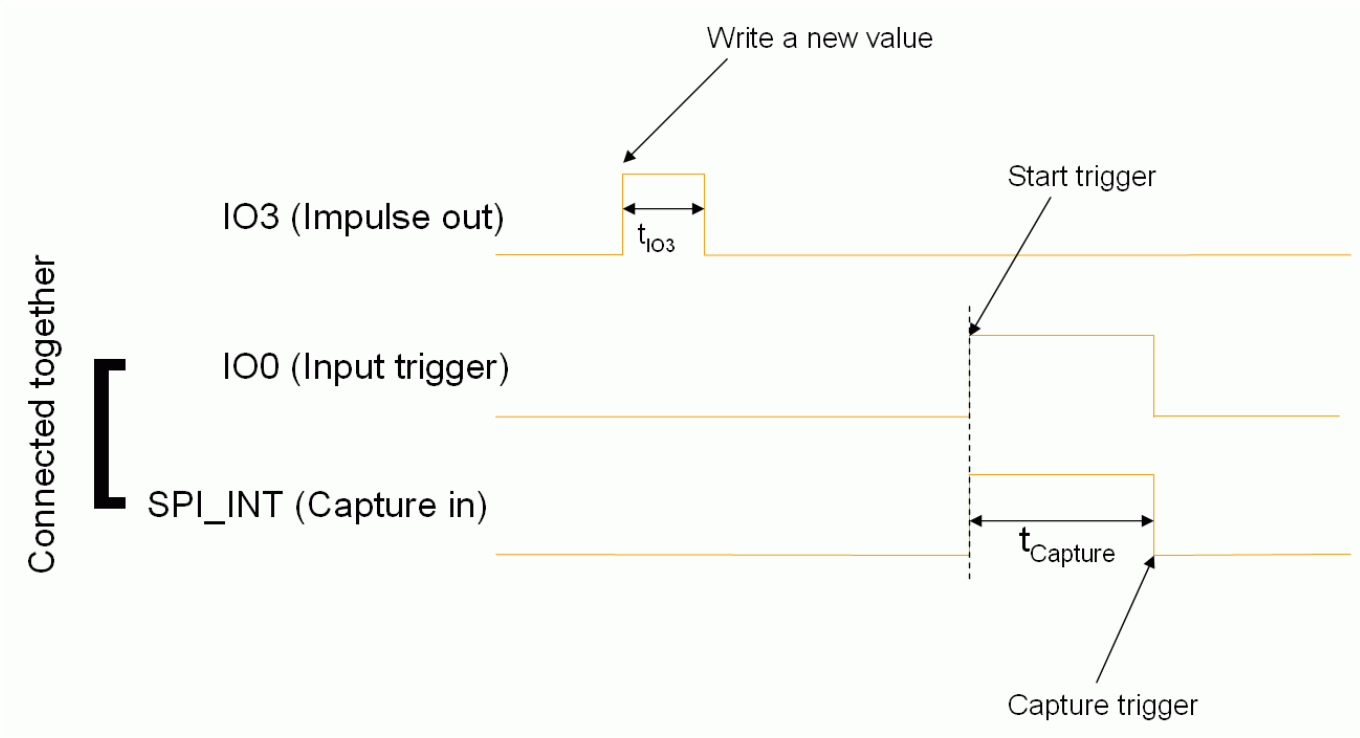 Write a new value
Start trigger
IO3 (Impulse out)
tIO3
Connected together
IO0 (Input trigger)
SPI_INT (Capture in)
tCapture
Capture trigger